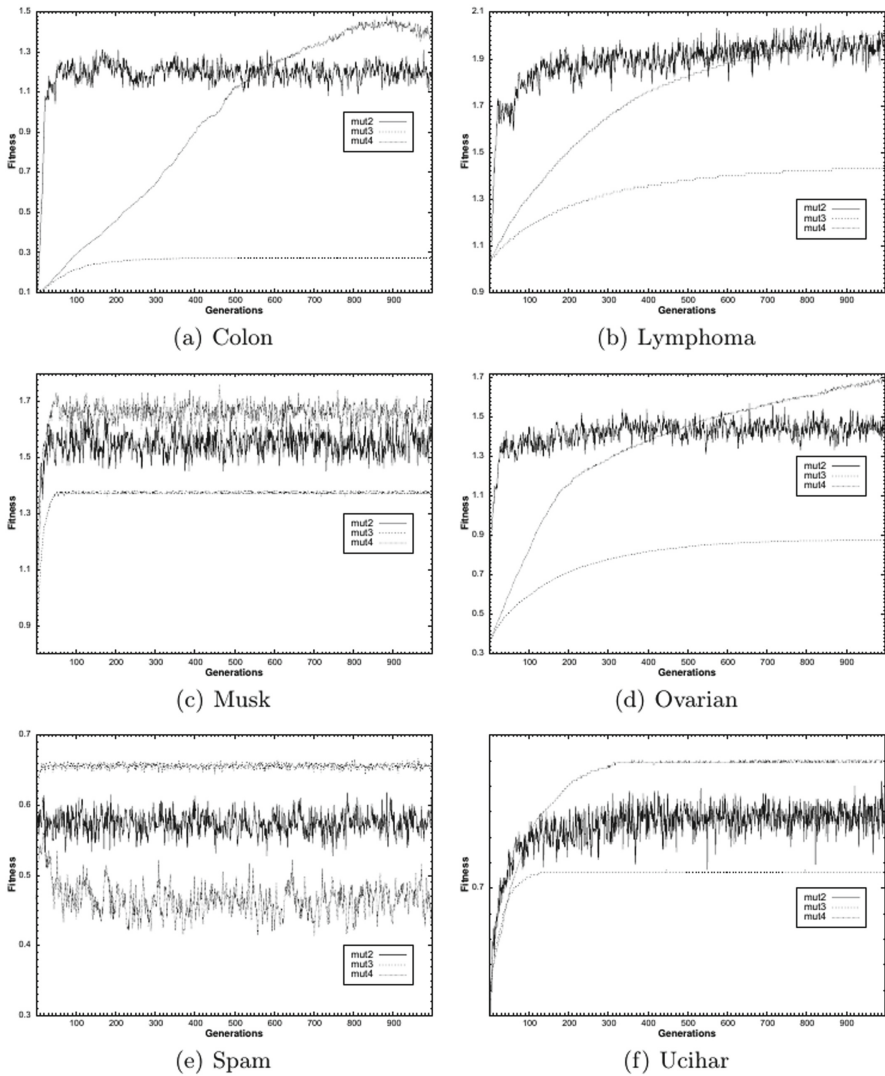 1.5
1.3
1.1
0.9
0.7
0.5
0.3
0.1
Fitness
100 200 300 400 500 600 700 800 900
Generations
mut2
mut3
mut4
(a) Colon
2.1
1.9
1.7
1.5
1.3
1.1
0.9
Fitness
100 200 300 400 500 600 700 800 900
Generations
mut2
mut3
mut4
(b) Lymphoma
1.7
1.5
1.3
1.1
0.9
Fitness
100 200 300 400 500 600 700 800 900
Generations
mut2
mut3
mut4
(c) Musk
1.7
1.5
1.3
1.1
0.9
0.7
0.5
0.3
Fitness
100 200 300 400 500 600 700 800 900
Generations
mut2
mut3
mut4
(d) Ovarian
0.7
0.6
0.5
0.4
0.3
Fitness
100 200 300 400 500 600 700 800 900
Generations
mut2
mut3
mut4
(e) Spam
0.7
Fitness
100 200 300 400 500 600 700 800 900
Generations
mut2
mut3
mut4
(f) Ucihar